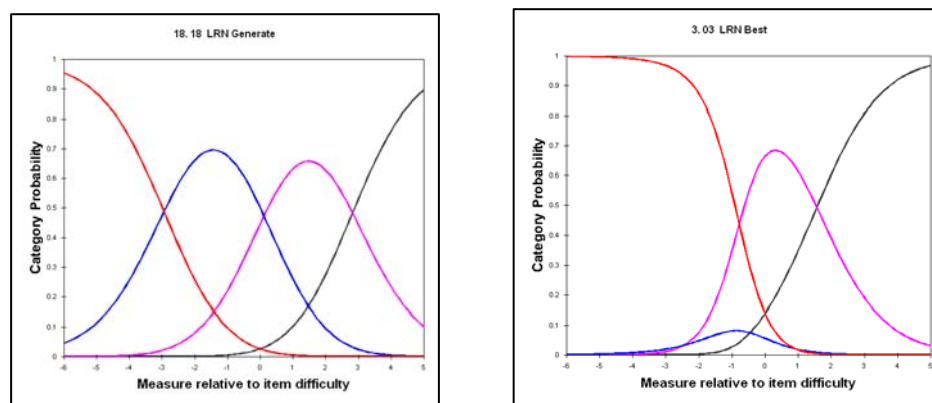 18. 18 LRN Generate
1
0.9
0.8
0.7
0.6
0.5
0.4
0.3
0.2
0.1
0
Category Probability
-6 -5 -4 -3 -2 -1 0 1 2 3 4 5
Measure relative to item difficulty
3. 03 LRN Best
1
0.9
0.8
0.7
0.6
0.5
0.4
0.3
0.2
0.1
0
Category Probability
-6 -5 -4 -3 -2 -1 0 1 2 3 4 5
Measure relative to item difficulty